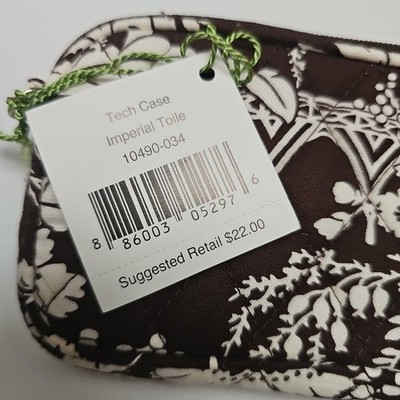 Tech Case
Imperial Toile
10490-034
8 86003 05297 6
Suggested Retail $22.00